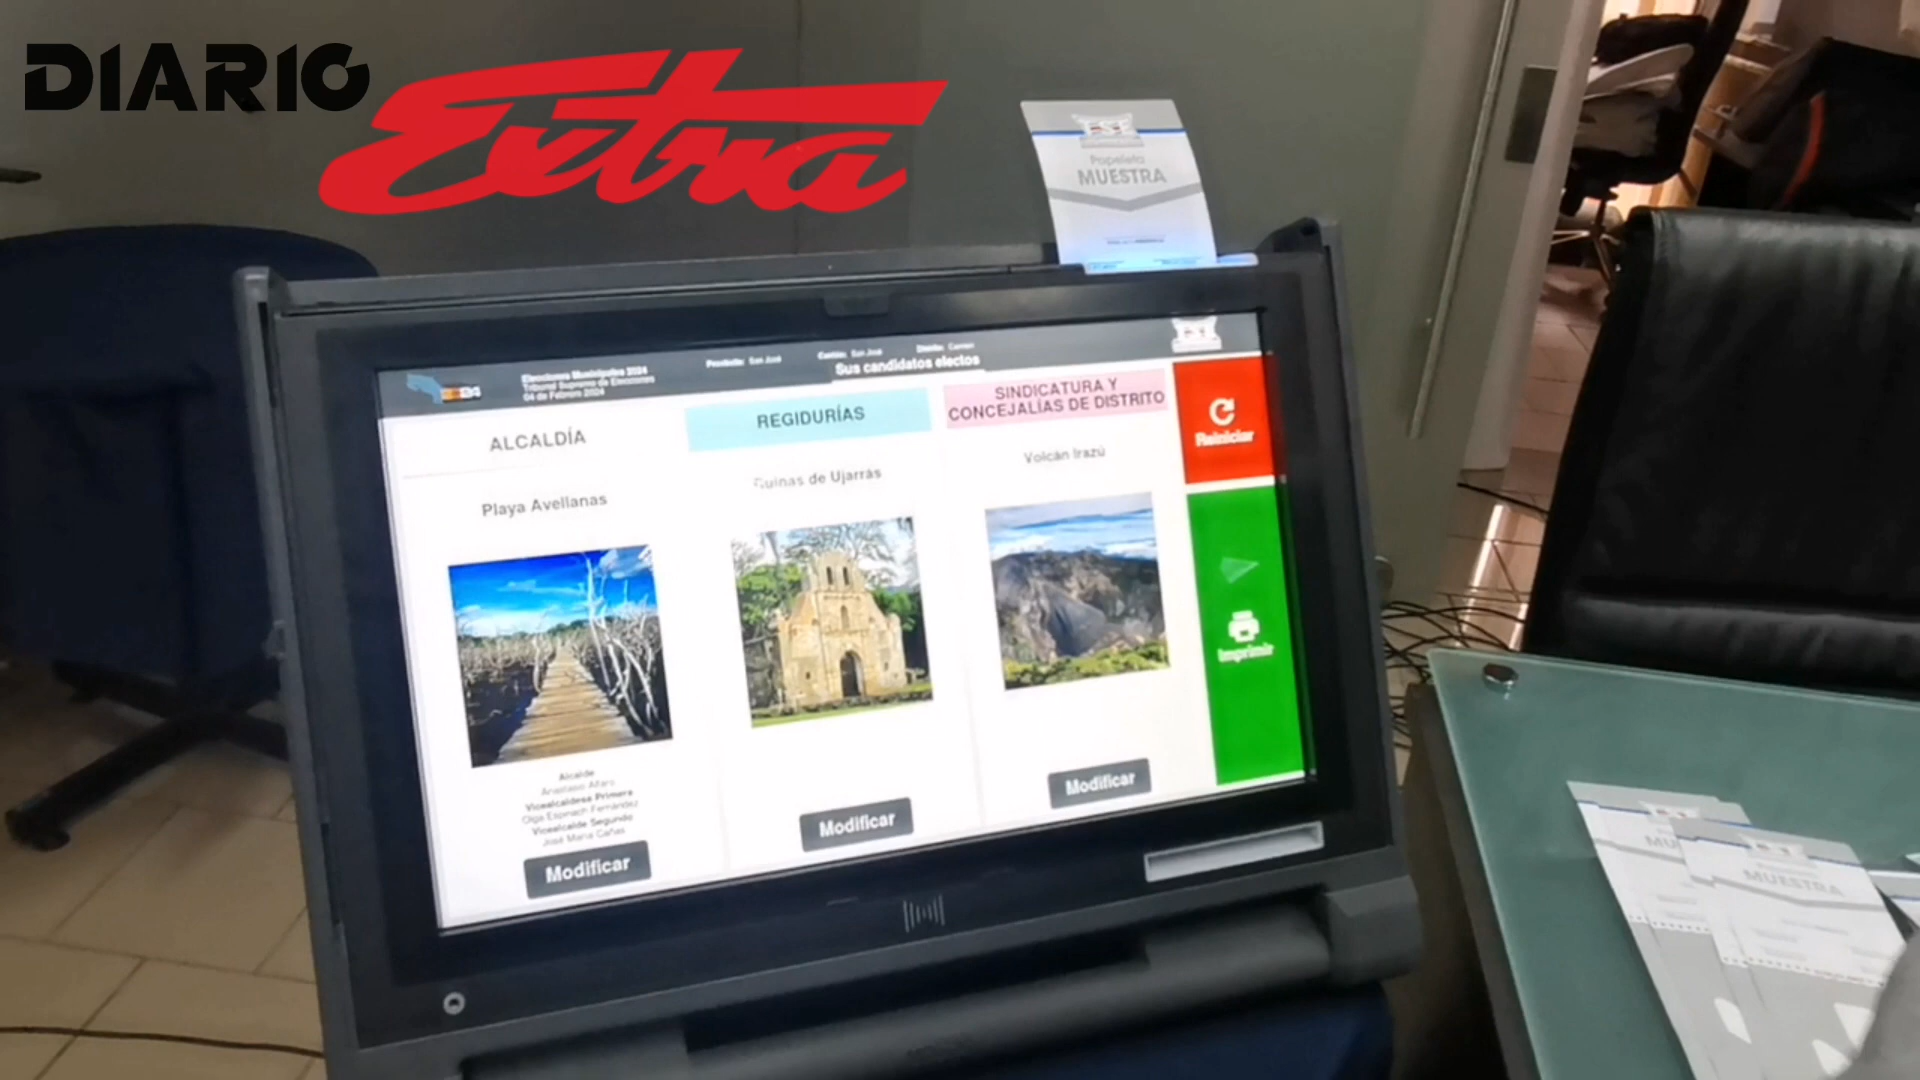 DIARIO
Extra
TSE
Papeleta
MUESTRA
Elecciones Municipales 2024
Tribunal Supremo de Elecciones
04 de Febrero 2024
Provincia: San José
Cantón: San José
Distrito: Carmen
Sus candidatos electos
ALCALDÍA
REGIDURÍAS
SINDICATURA Y
CONCEJALÍAS DE DISTRITO
Reiniciar
Playa Avellanas
Ruinas de Ujarrás
Volcán Irazú
Imprimir
Alcalde
Anastasio Alfaro
Vicealcaldesa Primera
Olga Espinach Fernández
Vicealcalde Segundo
José María Cañas
Modificar
Modificar
Modificar
MUESTRA